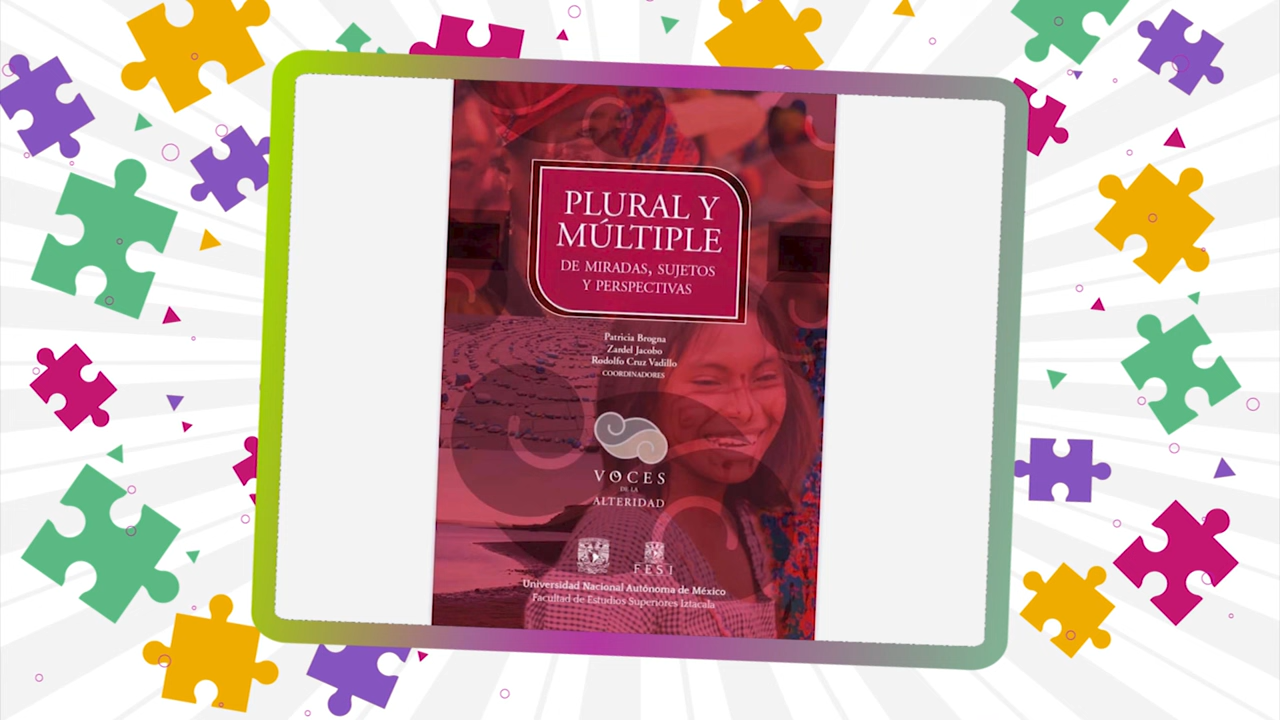 PLURAL Y
MÚLTIPLE
DE MIRADAS, SUJETOS
Y PERSPECTIVAS
Patricia Brogna
Zardel Jacobo
Rodolfo Cruz Vadillo
COORDINADORES
VOCES
DE LA
ALTERIDAD
FESI
Universidad Nacional Autónoma de México
Facultad de Estudios Superiores Iztacala